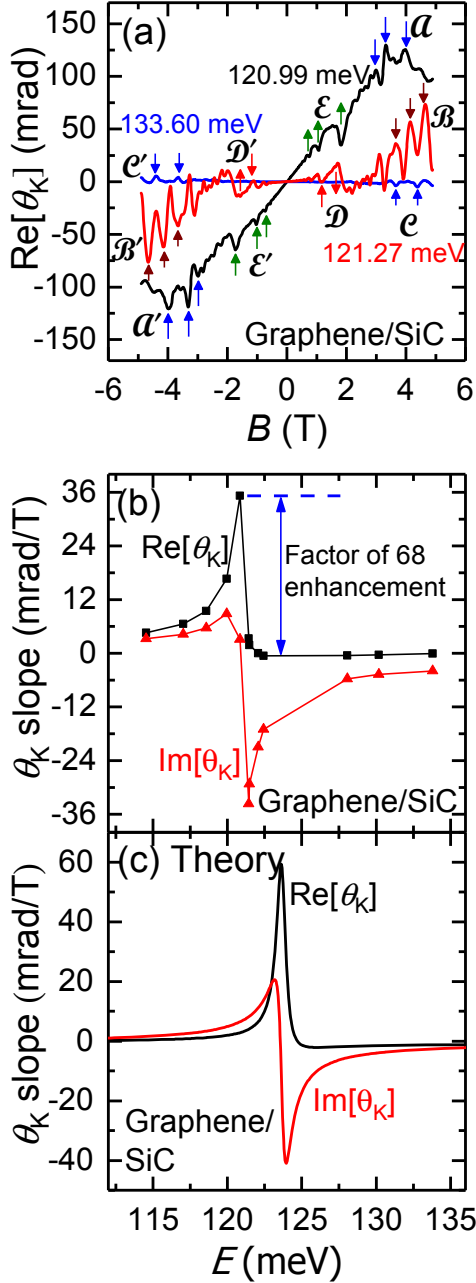 (a)
150
100
50
0
-50
-100
-150
Re[θK] (mrad)
𝒜
120.99 meV
133.60 meV
ℰ
𝒟′
ℬ
𝒞′
𝒟
𝒞
ℬ′
ℰ′
121.27 meV
𝒜′
Graphene/SiC
-6 -4 -2 0 2 4 6
B (T)
(b)
36
24
12
0
-12
-24
-36
θK slope (mrad/T)
Re[θK]
Factor of 68
enhancement
Im[θK]
Graphene/SiC
(c) Theory
60
40
20
0
-20
-40
θK slope (mrad/T)
Re[θK]
Im[θK]
Graphene/
SiC
115 120 125 130 135
E (meV)